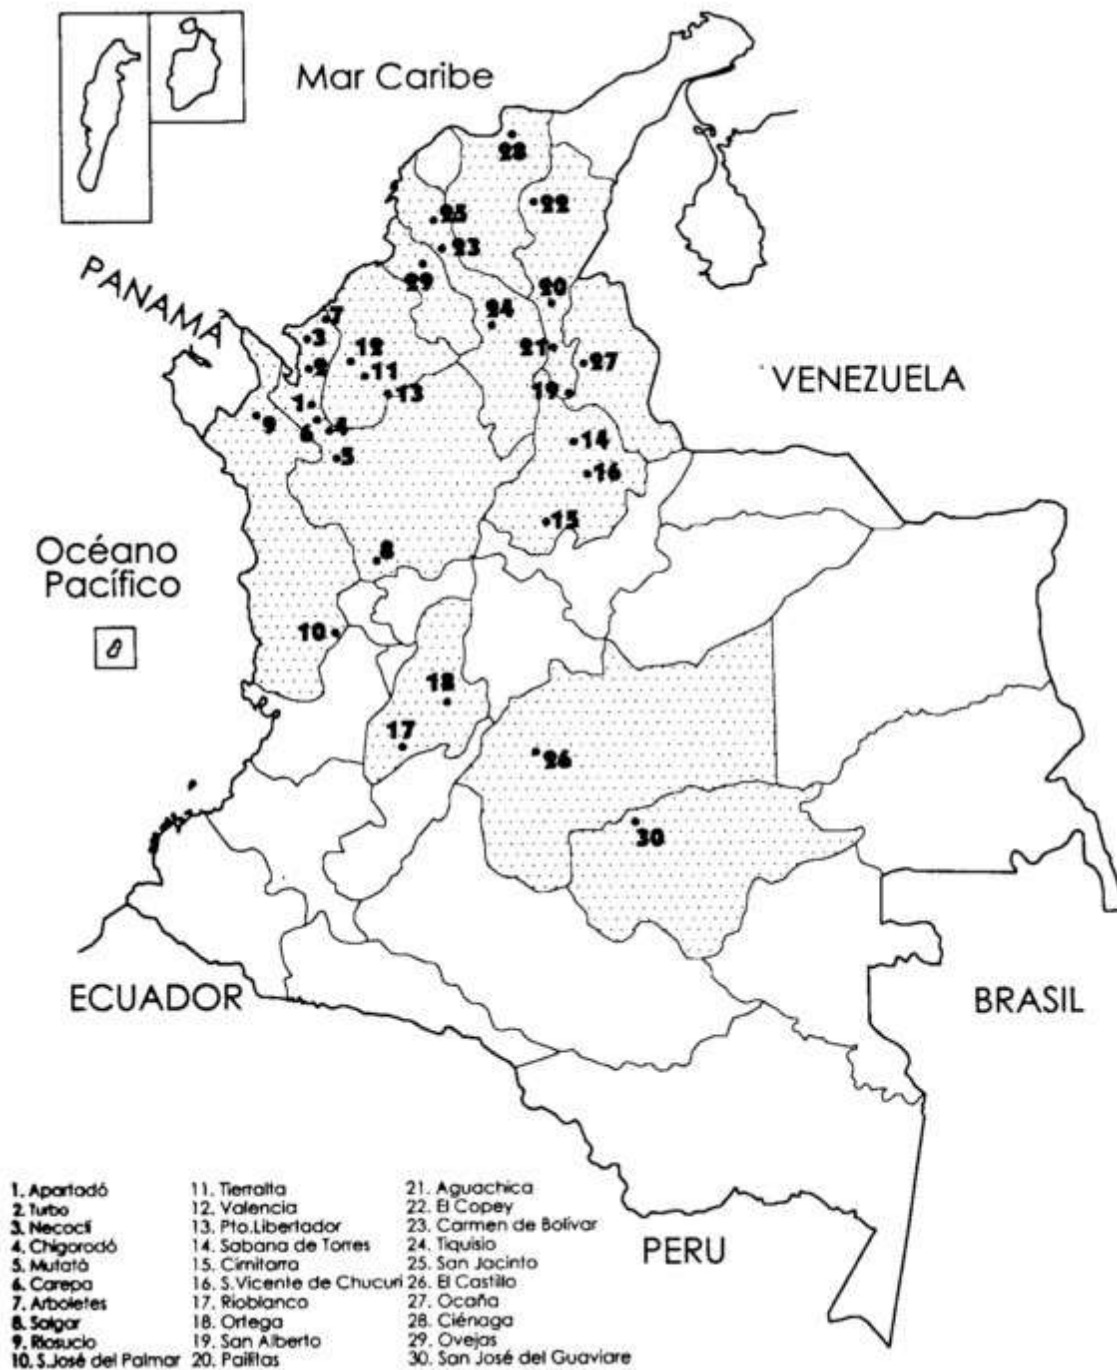 Mar Caribe
28
22
25
23
PANAMA
29
20
7
24
3
12
21
27
VENEZUELA
2
11
13
19
1
9
6
4
14
5
16
15
Océano
Pacífico
8
10
18
17
26
30
ECUADOR
BRASIL
PERU
1. Apartadó
2. Turbo
3. Necoclí
4. Chigorodó
5. Mutatá
6. Carepa
7. Arboletes
8. Salgar
9. Riosucio
10. S.José del Palmar
11. Tierralta
12. Valencia
13. Pto.Libertador
14. Sabana de Torres
15. Cimitarra
16. S.Vicente de Chucuri
17. Rioblanco
18. Ortega
19. San Alberto
20. Pailitas
21. Aguachica
22. El Copey
23. Carmen de Bolívar
24. Tiquisio
25. San Jacinto
26. El Castillo
27. Ocaña
28. Ciénaga
29. Ovejas
30. San José del Guaviare